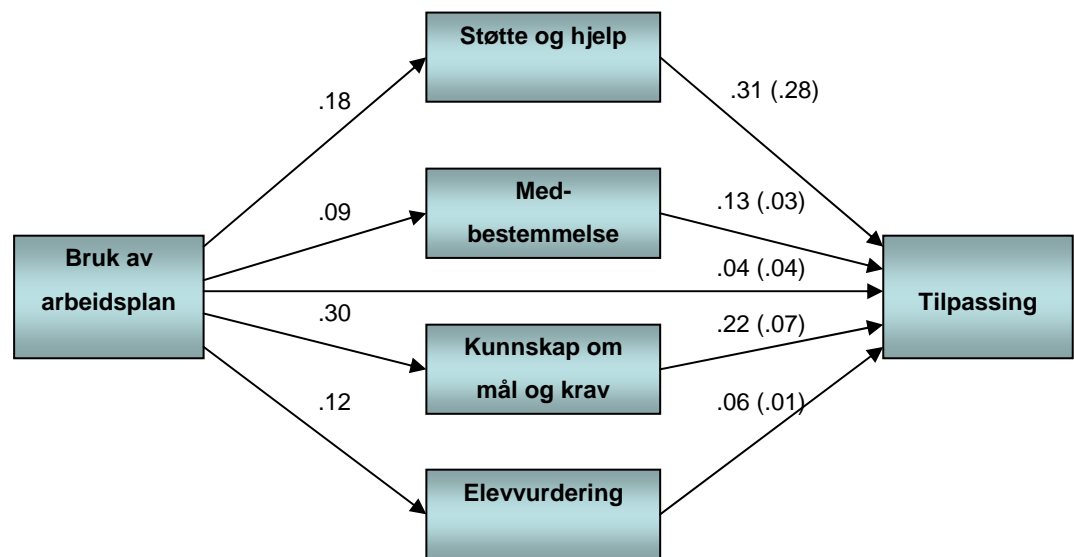 Støtte og hjelp
.31 (.28)
.18
Med-
bestemmelse
.09
.13 (.03)
Bruk av
arbeidsplan
.04 (.04)
Tilpassing
.30
.22 (.07)
Kunnskap om
mål og krav
.12
.06 (.01)
Elevvurdering